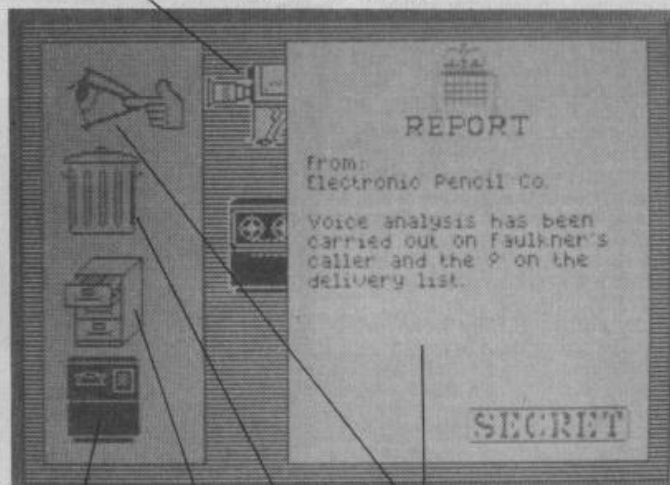 REPORT
From:
Electronic Pencil Co.
Voice analysis has been
carried out on Faulkner's
caller and the 9 on the
delivery list.
SECRET